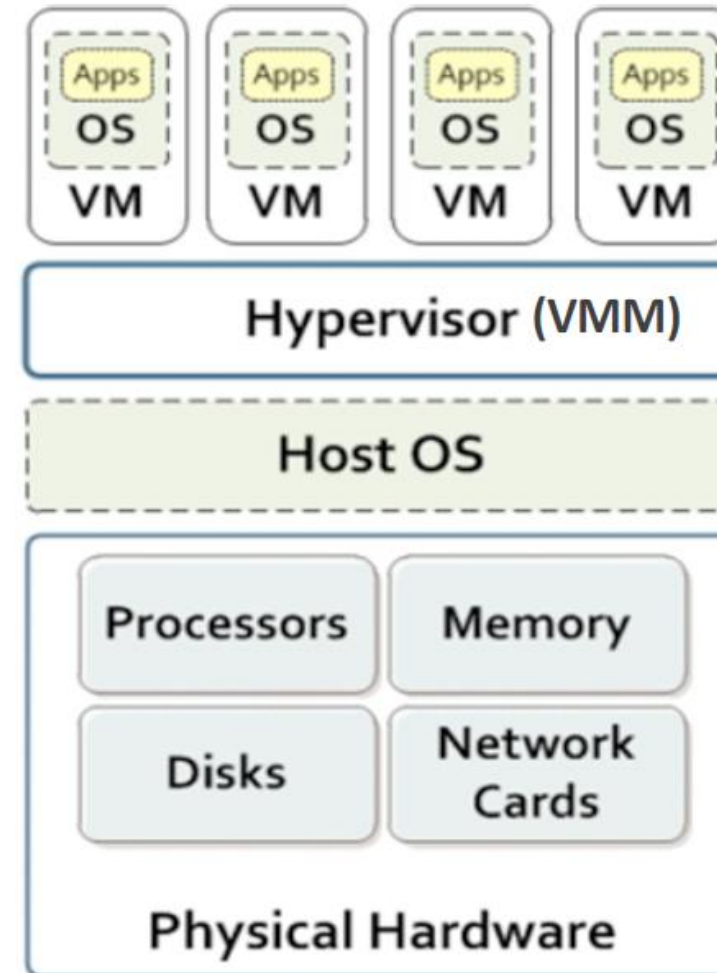 Apps Apps Apps Apps
OS OS OS OS
VM VM VM VM
Hypervisor (VMM)
Host OS
Processors Memory
Disks Network
Cards
Physical Hardware